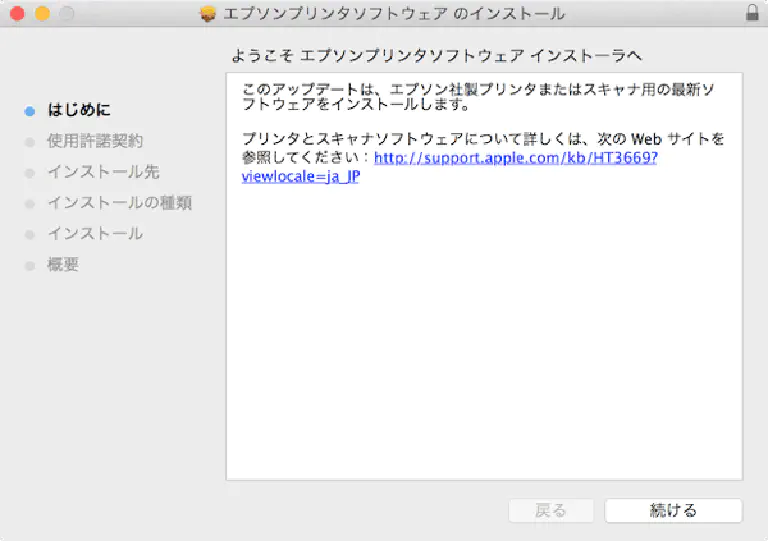 エプソンプリンタソフトウェア のインストール
ようこそ エプソンプリンタソフトウェア インストーラへ
はじめに
使用許諾契約
インストール先
インストールの種類
インストール
概要
このアップデートは、エプソン社製プリンタまたはスキャナ用の最新ソ
フトウェアをインストールします。
プリンタとスキャナソフトウェアについて詳しくは、次の Web サイトを
参照してください：http://support.apple.com/kb/HT3669?
viewlocale=ja_JP
戻る
続ける